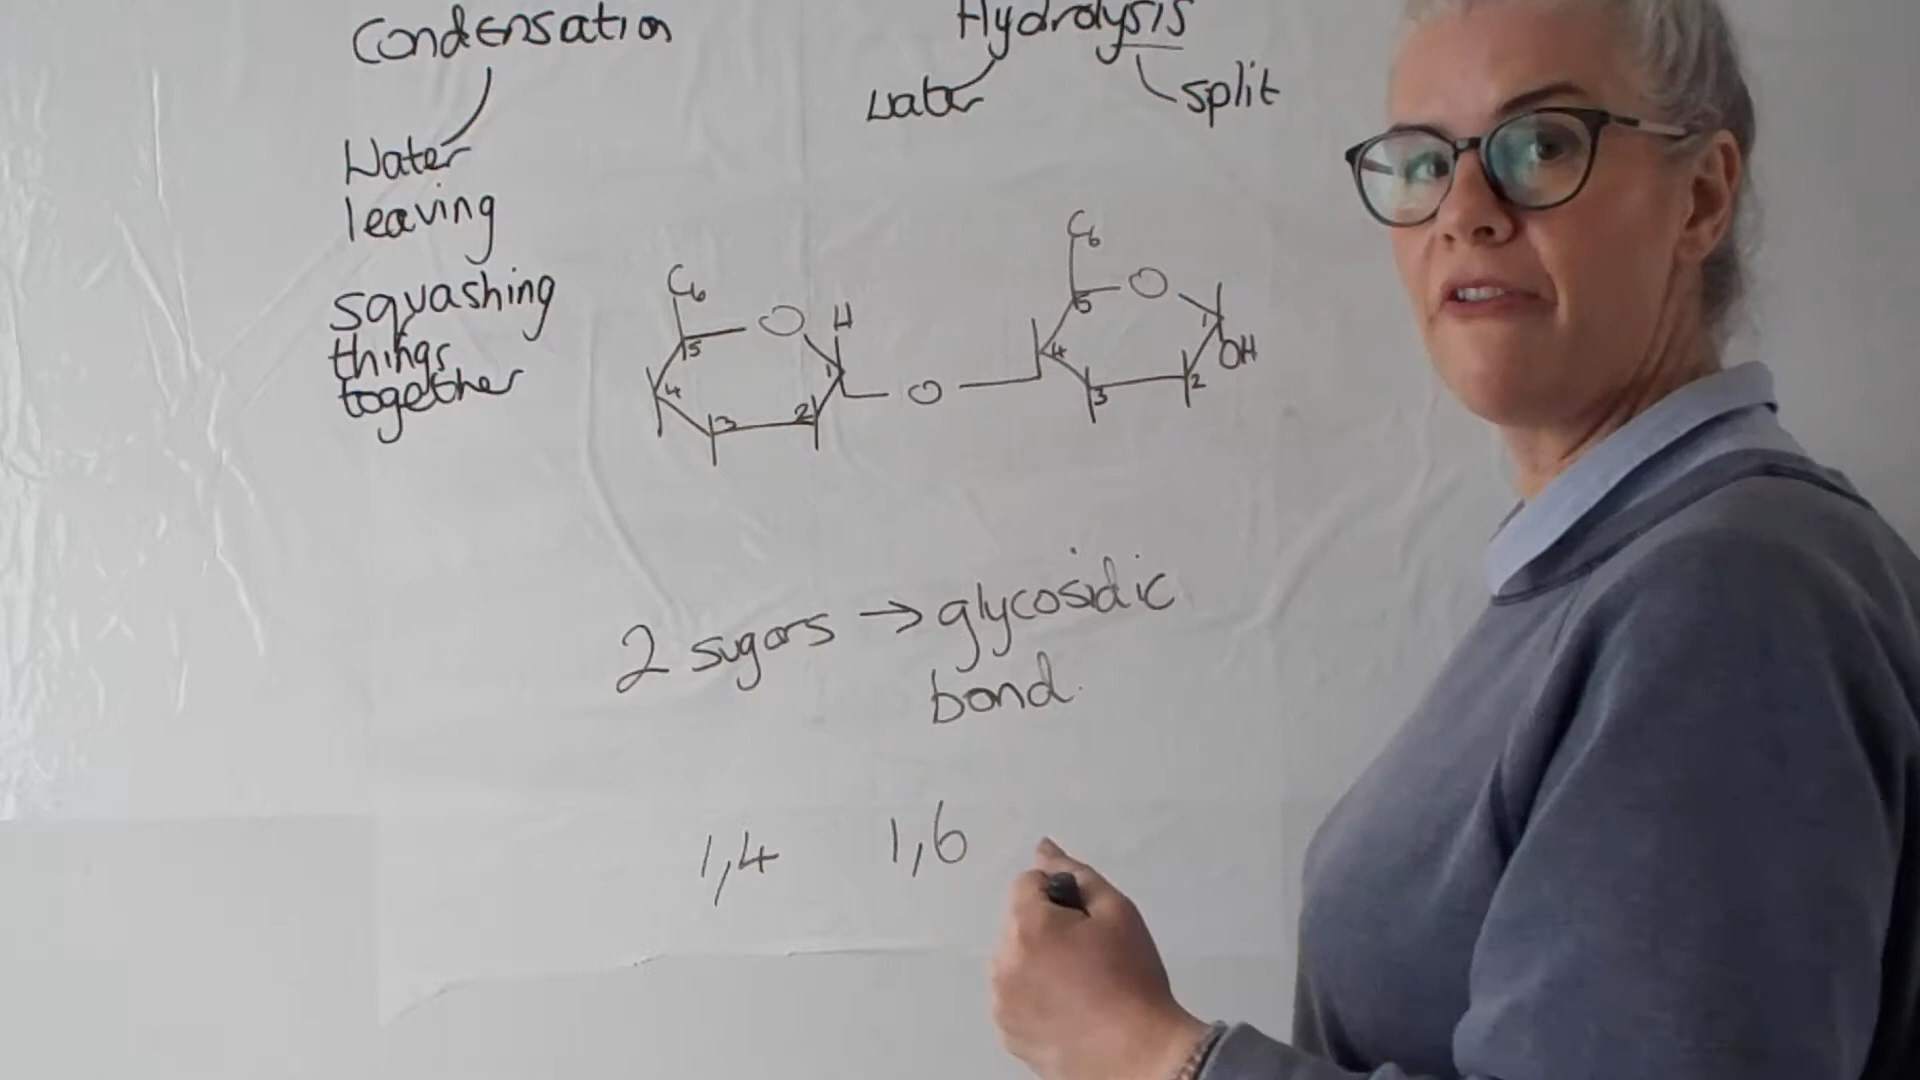 Condensation
Water
leaving
squashing
things
together
Hydrolysis
water
split
C6
5
O
H
1
2
3
4
O
C6
5
O
1
OH
2
3
4
2 sugars → glycosidic
bond.
1,4
1,6